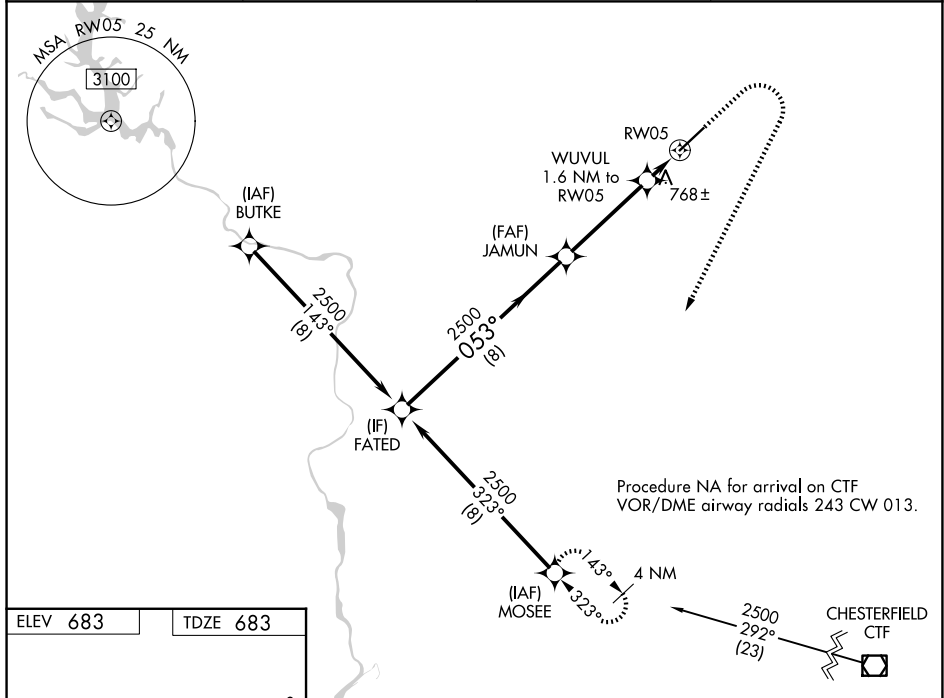 MSA RW05 25 NM
3100
(IAF)
BUTKE
2500
143°
(8)
(IF)
FATED
2500
053°
(8)
(FAF)
JAMUN
WUVUL
1.6 NM to
RW05
RW05
768±
2500
323°
(8)
(IAF)
MOSEE
143°
323°
4 NM
Procedure NA for arrival on CTF
VOR/DME airway radials 243 CW 013.
2500
292°
(23)
CHESTERFIELD
CTF
ELEV 683
TDZE 683